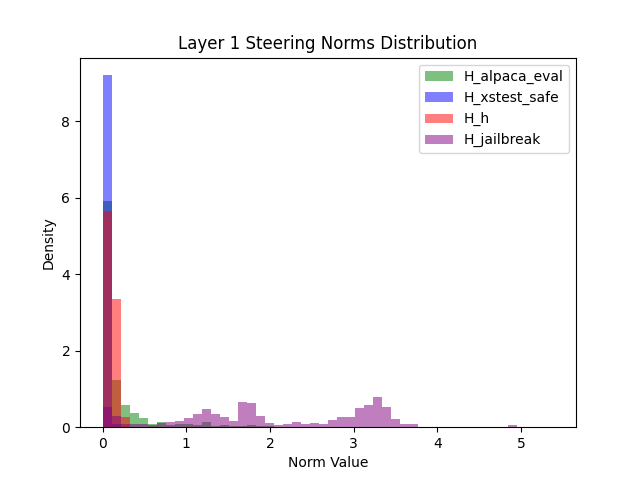 Layer 1 Steering Norms Distribution
H_alpaca_eval
H_xstest_safe
H_h
H_jailbreak
Density
8
6
4
2
0
0 1 2 3 4 5
Norm Value